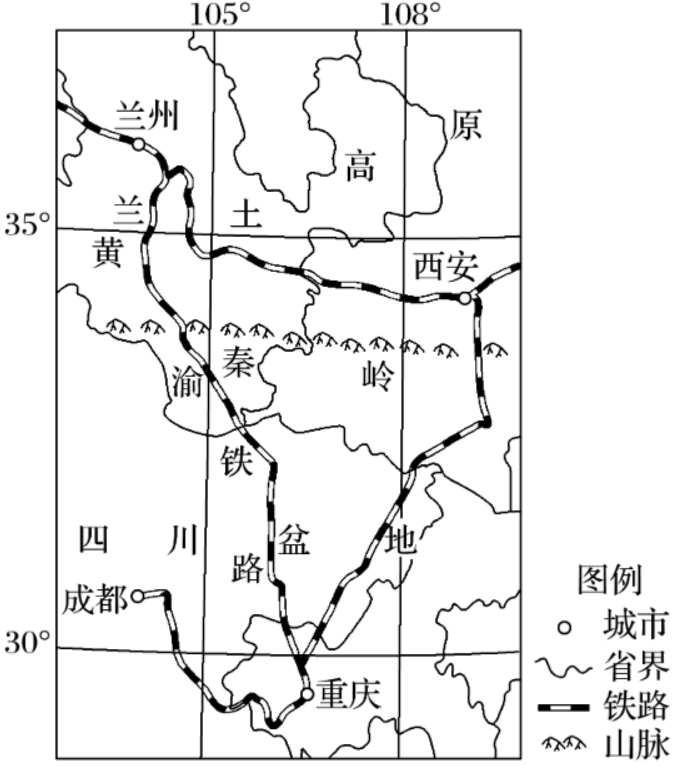 105° 108°
兰州
原
高
兰
土
35°
黄
西安
秦
渝
岭
铁
四 川 盆 地
路
成都
30°
重庆
图例
城市
省界
铁路
山脉